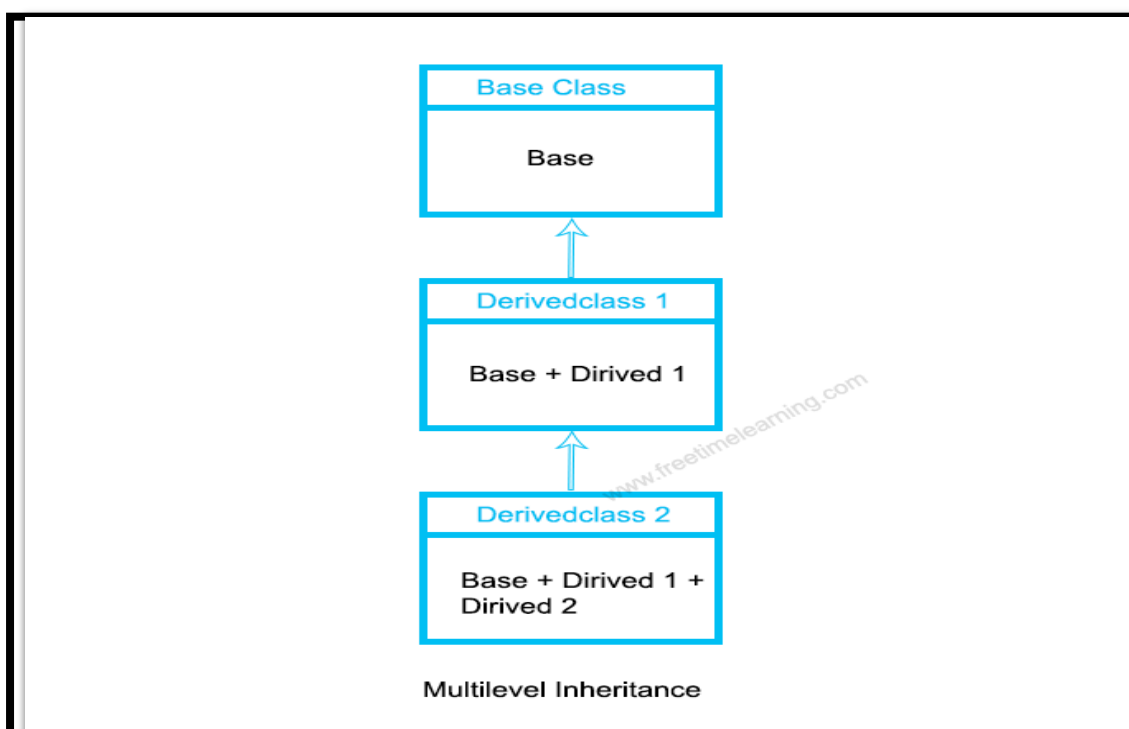 Base Class
Base
Derivedclass 1
Base + Dirived 1
www.freetimelearning.com
Derivedclass 2
Base + Dirived 1 +
Dirived 2
Multilevel Inheritance